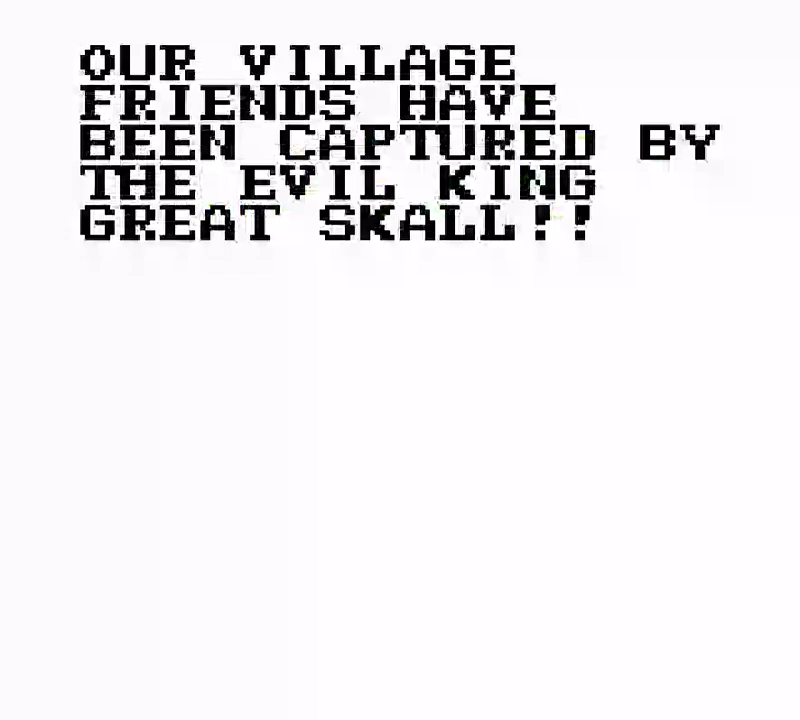 OUR VILLAGE
FRIENDS HAVE
BEEN CAPTURED BY
THE EVIL KING
GREAT SKALL!!